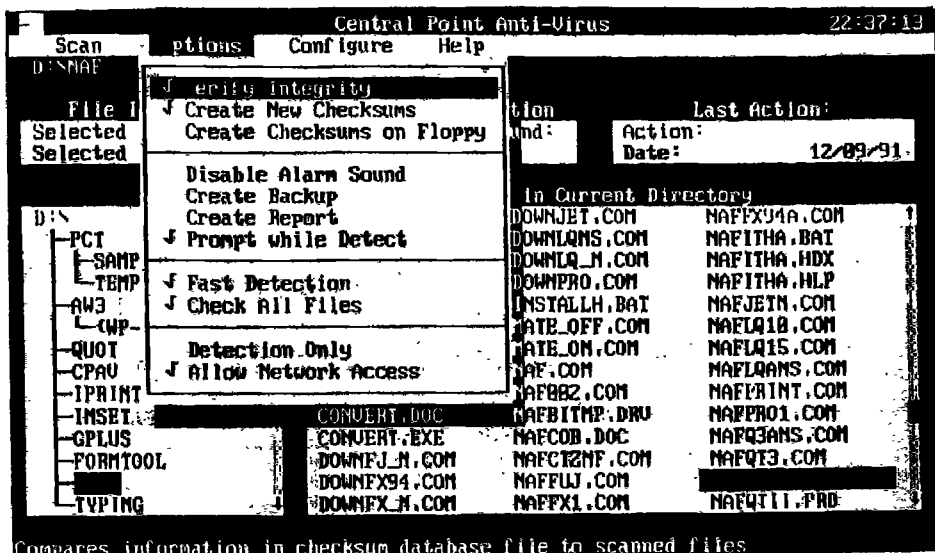 Central Point Anti-Virus 22:37:13
Scan ptions Configure Help
D:\NAF
erify Integrity
File I tion Last Action:
√ Create New Checksums
Selected und: Action:
Create Checksums on Floppy
Selected Date: 12/09/91
Disable Alarm Sound
Create Backup
in Current Directory
Create Report
√ Prompt while Detect
√ Fast Detection
√ Check All Files
Detection Only
√ Allow Network Access
D:\
PCT
SAMP
TEMP
AW3
QUOT
CPAV
IPRINT
INSET
GPLUS
FORMTOOL
TYPING
CONVERT.DOC
CONVERT.EXE
DOWNFJ_N.COM
DOWNFX94.COM
DOWNFX_N.COM
DOWNJET.COM
DOWNLQNS.COM
DOWNLQ_N.COM
DOWNPRO.COM
INSTALLH.BAT
ATE_OFF.COM
ATE_ON.COM
NAF.COM
NAFBITMP.DRV
NAFCOB.DOC
NAFFUJ.COM
NAFFX1.COM
NAFFX94A.COM
NAFITHA.BAT
NAFITHA.HDX
NAFITHA.HLP
NAFJETN.COM
NAFLQ10.COM
NAFLQ15.COM
NAFLQANS.COM
NAFPRINT.COM
NAFPRO1.COM
NAFQ3ANS.COM
NAFQT3.COM
Compares information in checksum database file to scanned files